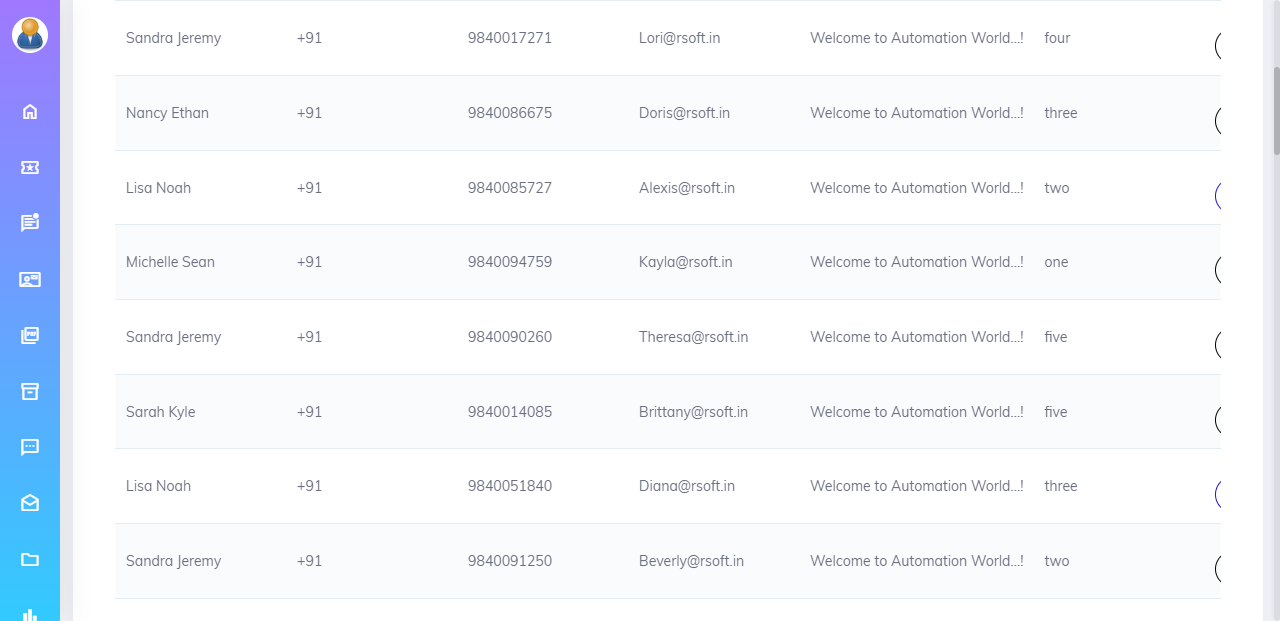 Sandra Jeremy +91 9840017271 Lori@rsoft.in Welcome to Automation World...! four
Nancy Ethan +91 9840086675 Doris@rsoft.in Welcome to Automation World...! three
Lisa Noah +91 9840085727 Alexis@rsoft.in Welcome to Automation World...! two
Michelle Sean +91 9840094759 Kayla@rsoft.in Welcome to Automation World...! one
Sandra Jeremy +91 9840090260 Theresa@rsoft.in Welcome to Automation World...! five
Sarah Kyle +91 9840014085 Brittany@rsoft.in Welcome to Automation World...! five
Lisa Noah +91 9840051840 Diana@rsoft.in Welcome to Automation World...! three
Sandra Jeremy +91 9840091250 Beverly@rsoft.in Welcome to Automation World...! two